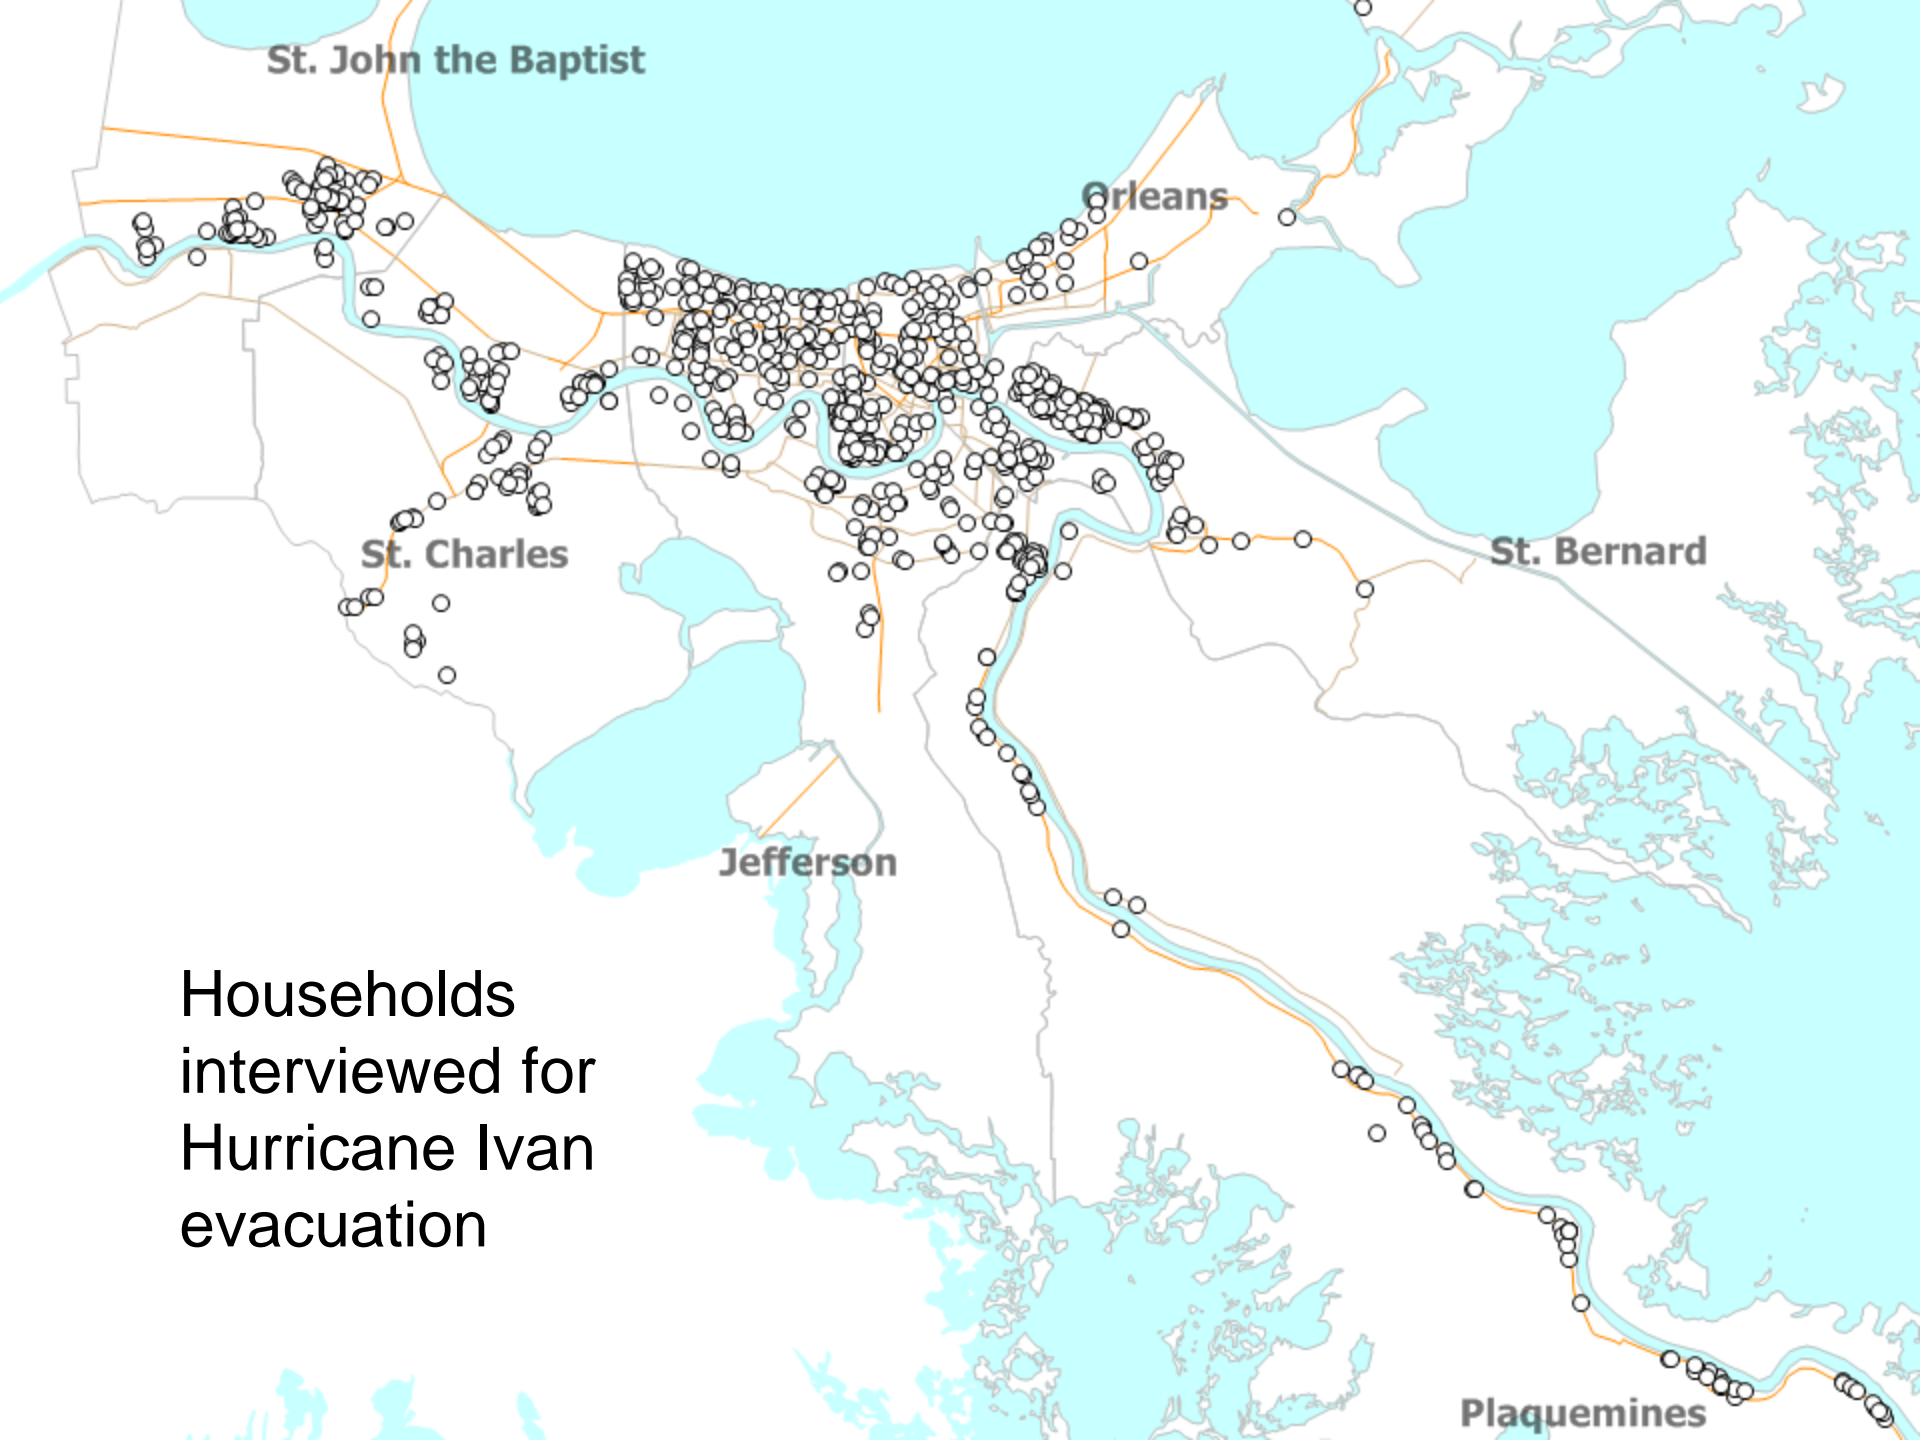 St. John the Baptist
Orleans
St. Charles
St. Bernard
Jefferson
Households
interviewed for
Hurricane Ivan
evacuation
Plaquemines